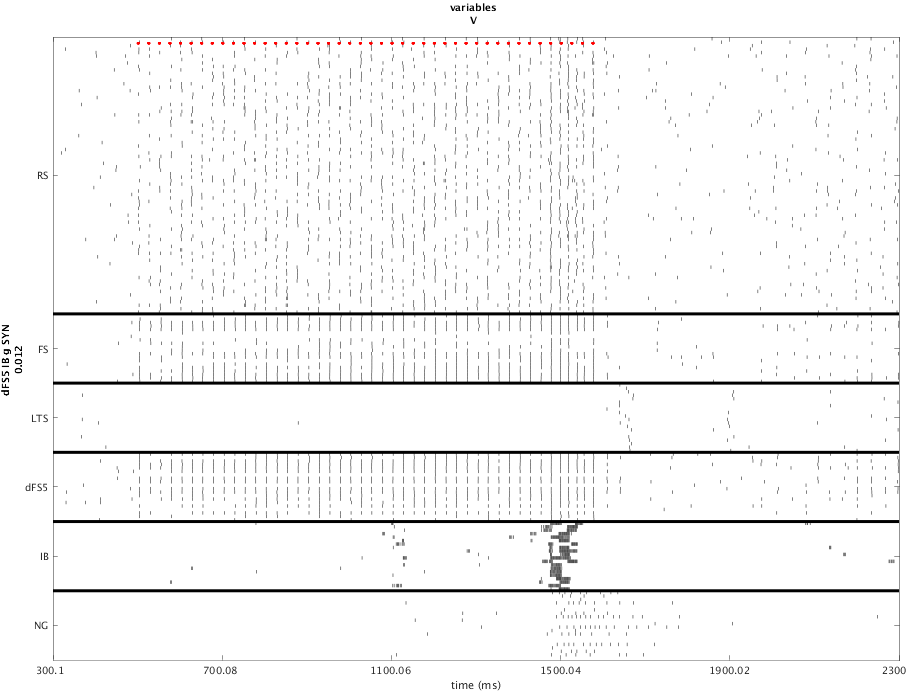 variables
V
RS
FS
LTS
dFS5
IB
NG
dFS5 IB g SYN
0.012
300.1
700.08
1100.06
1500.04
1900.02
2300
time (ms)